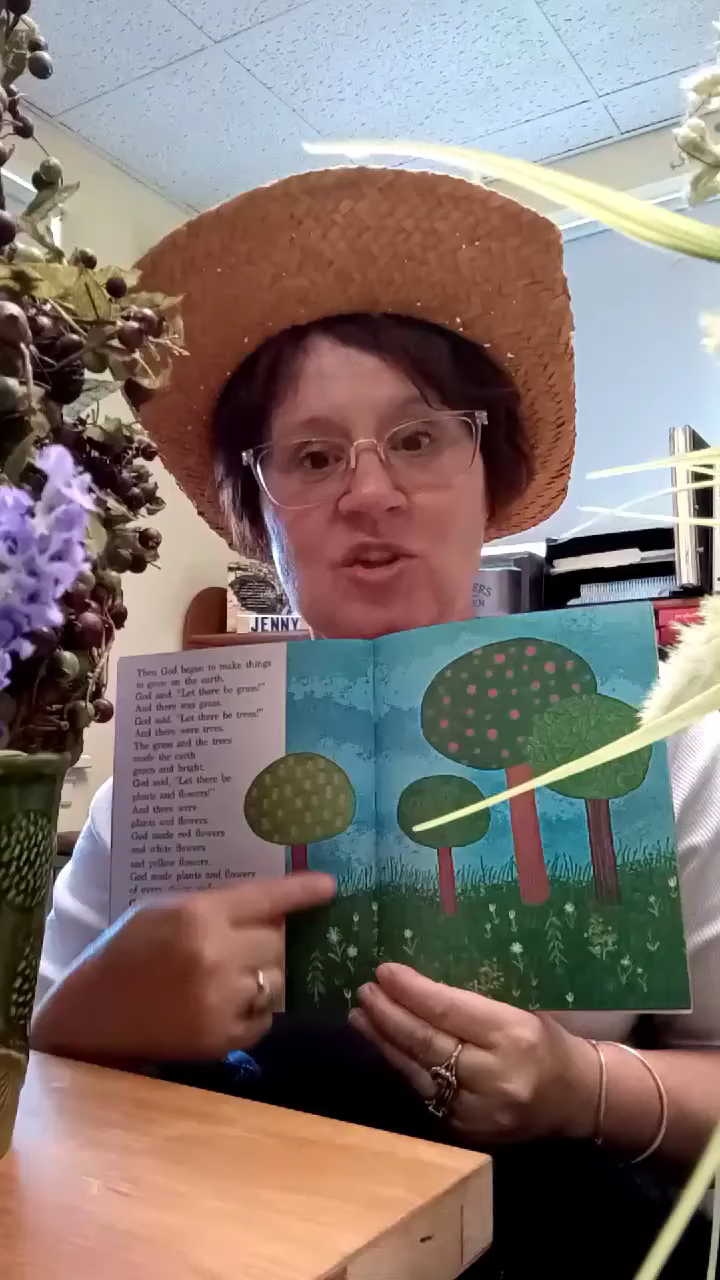 JENNY
Then God began to make things
to grow on the earth.
God said, "Let there be grass!"
And there was grass.
God said, "Let there be trees!"
And there were trees.
The grass and the trees
made the earth
green and bright.
God said, "Let there be
plants and flowers!"
And there were
plants and flowers.
God made red flowers
and white flowers
and yellow flowers.
God made plants and flowers
of every